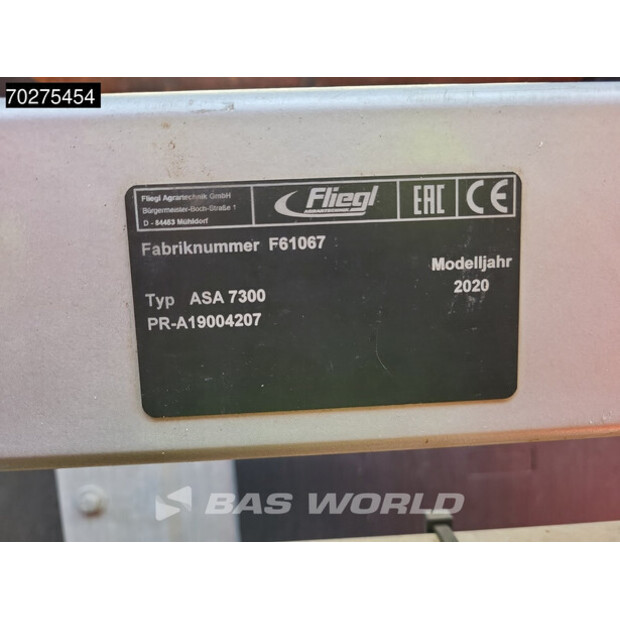 70275454
Fliegl Agrartechnik GmbH
Bürgermeister-Boch-Straße 1
D - 84453 Mühldorf
Fliegl
AGRARTECHNIK
EAC CE
Fabriknummer F61067
Modelljahr
2020
Typ ASA 7300
PR-A19004207
BAS WORLD